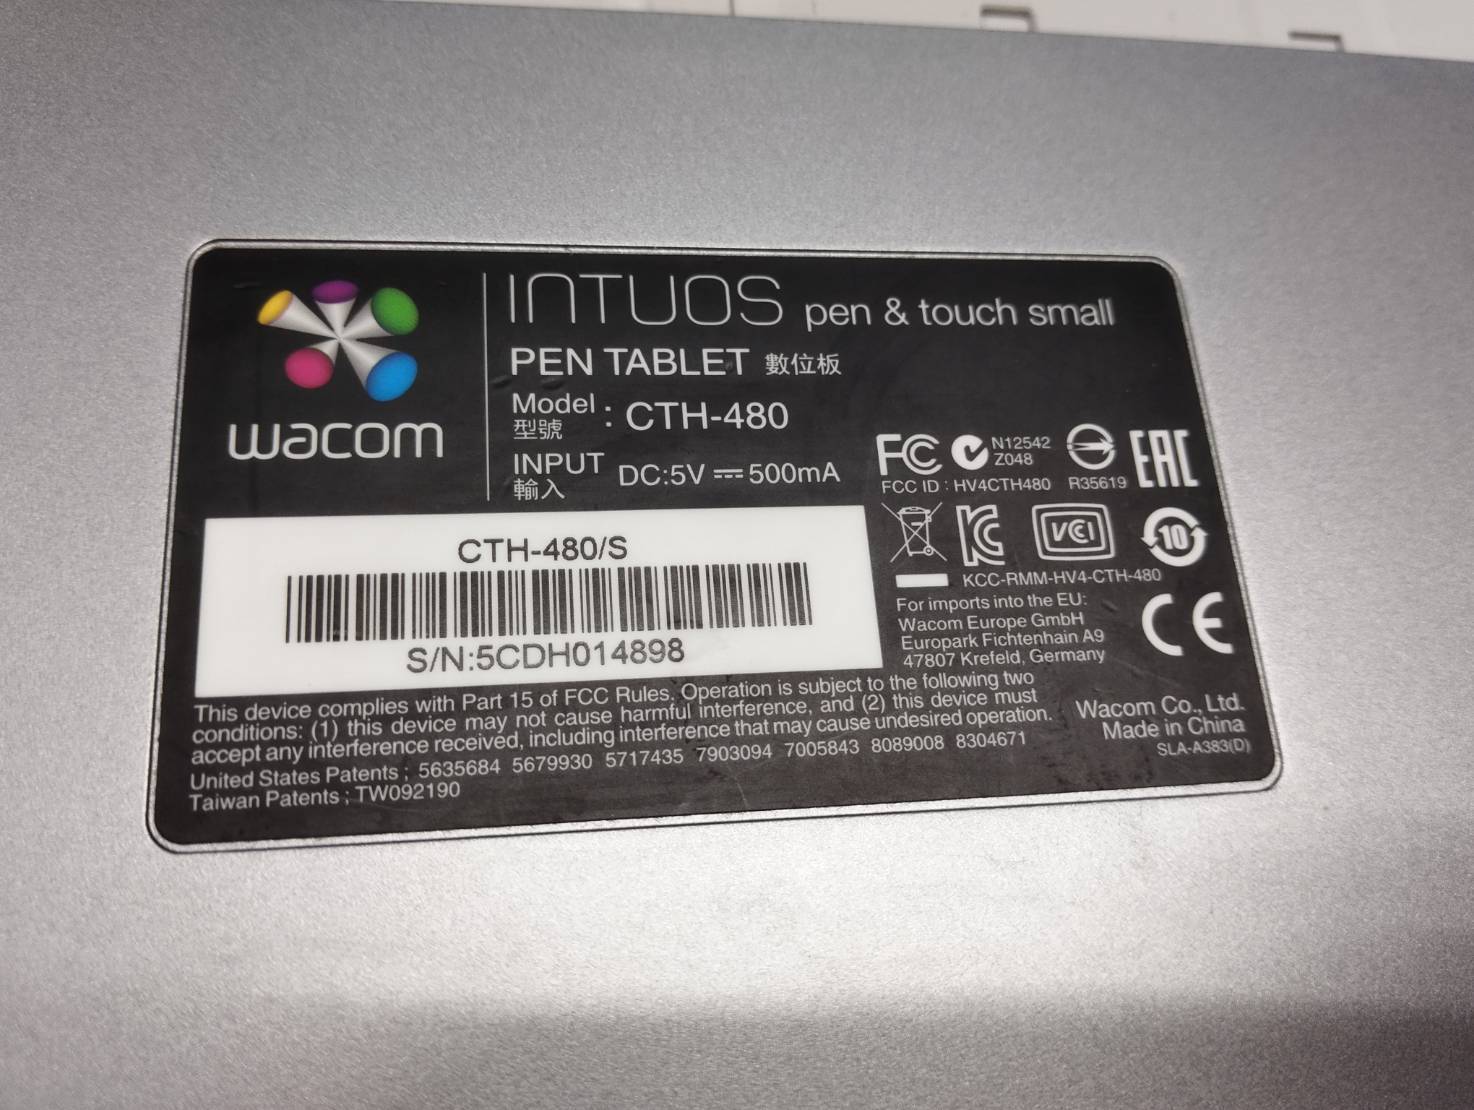 INTUOS pen & touch small
wacom
PEN TABLET 數位板
Model : CTH-480
型號
INPUT DC:5V 500mA
輸入
FC N12542
Z048
EAC
FCC ID : HV4CTH480 R35619
CTH-480/S
S/N:5CDH014898
VCI 10
KCC-RMM-HV4-CTH-480
For imports into the EU:
Wacom Europe GmbH
Europark Fichtenhain A9
47807 Krefeld, Germany
CE
This device complies with Part 15 of FCC Rules. Operation is subject to the following two
conditions: (1) this device may not cause harmful interference, and (2) this device must
accept any interference received, including interference that may cause undesired operation.
United States Patents ; 5635684 5679930 5717435 7903094 7005843 8089008 8304671
Taiwan Patents ; TW092190
Wacom Co., Ltd.
Made in China
SLA-A383(D)